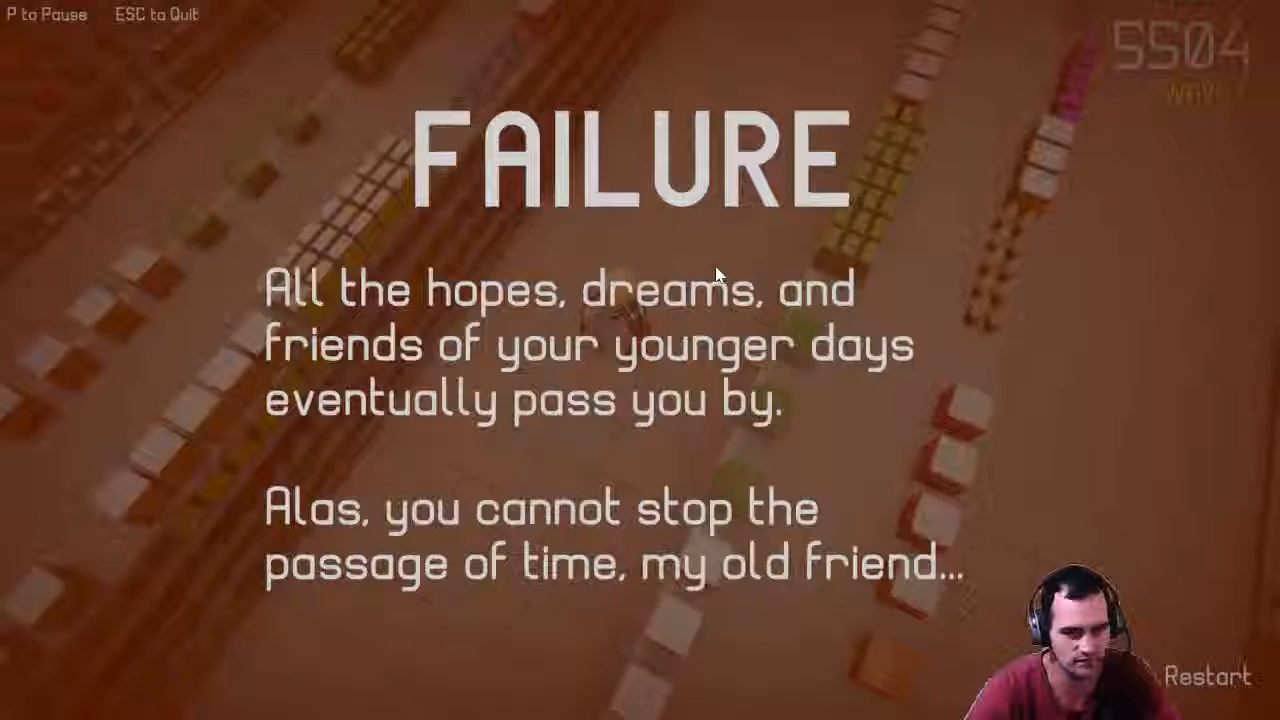 P to Pause ESC to Quit
5504
FAILURE
All the hopes, dreams, and
friends of your younger days
eventually pass you by.
Alas, you cannot stop the
passage of time, my old friend...
Restart